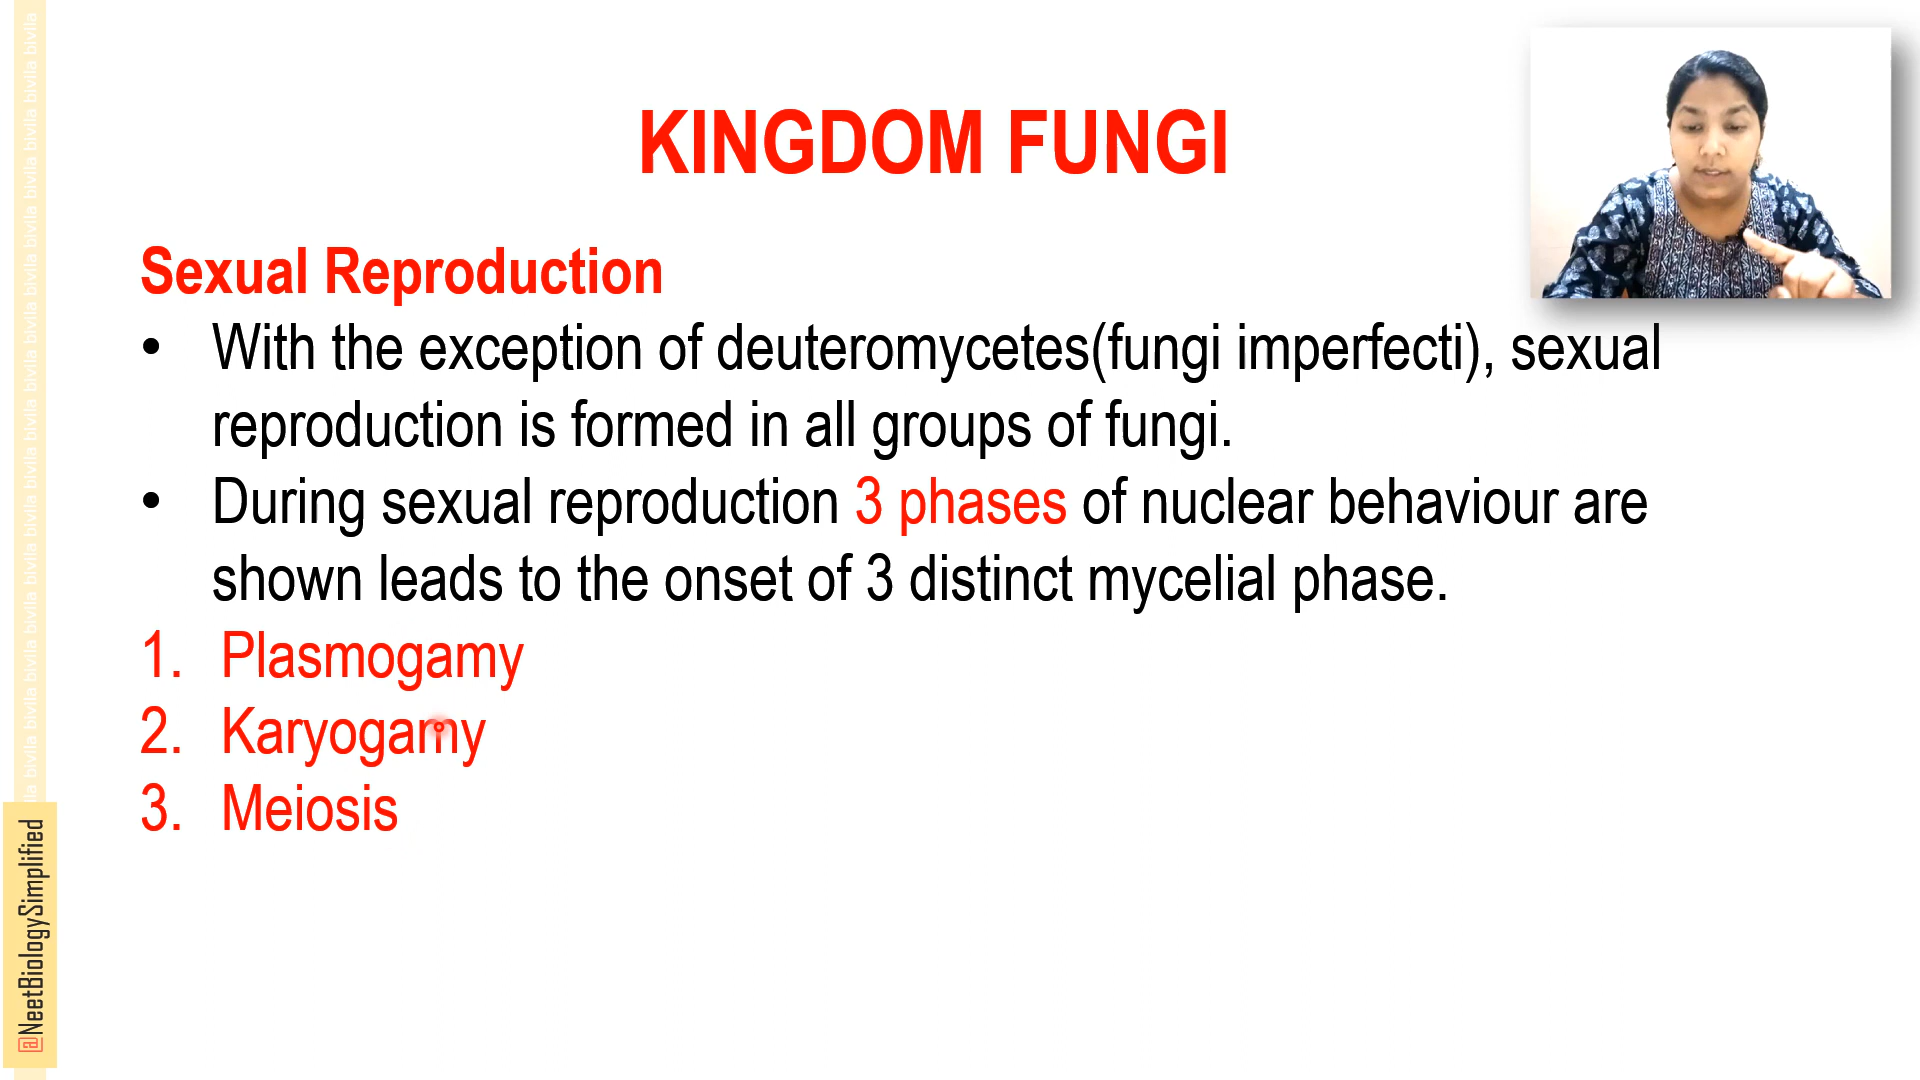 KINGDOM FUNGI
Sexual Reproduction
• With the exception of deuteromycetes(fungi imperfecti), sexual
reproduction is formed in all groups of fungi.
• During sexual reproduction 3 phases of nuclear behaviour are
shown leads to the onset of 3 distinct mycelial phase.
1. Plasmogamy
2. Karyogamy
3. Meiosis
@NeetBiologySimplified